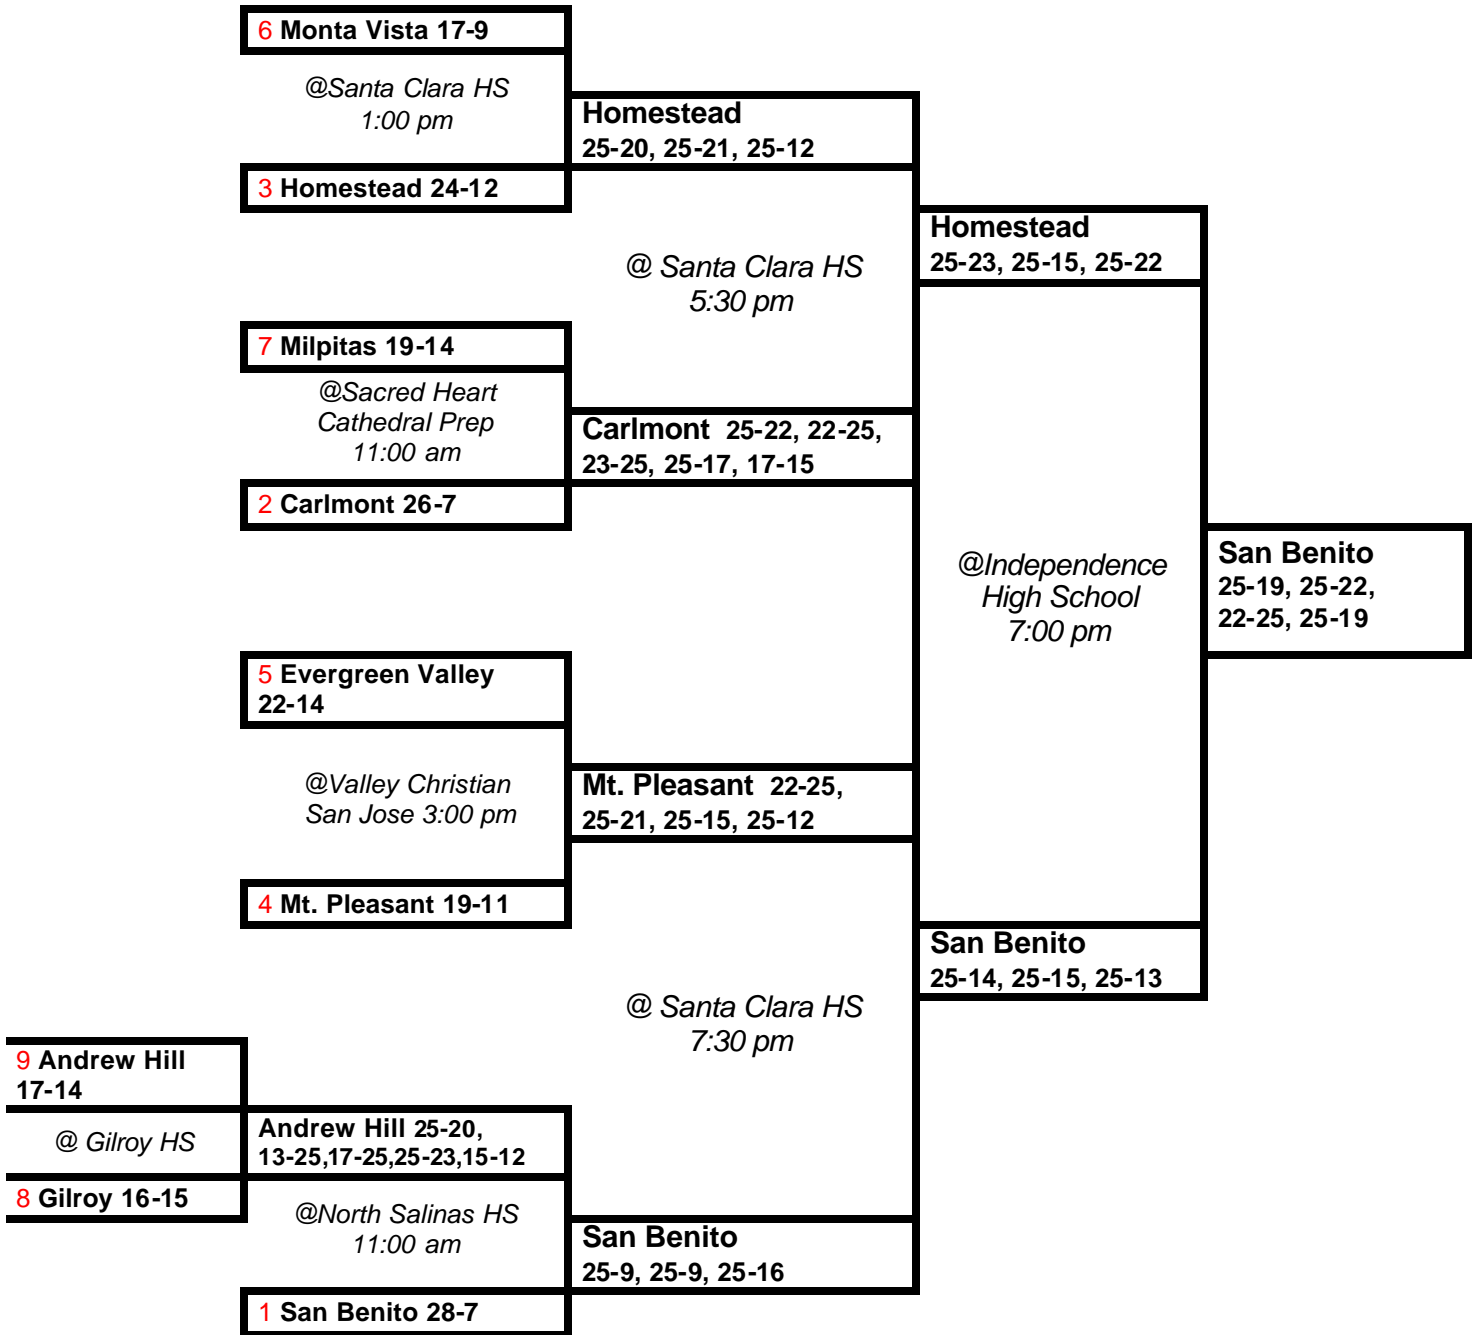 6 Monta Vista 17-9
@Santa Clara HS
1:00 pm
3 Homestead 24-12
Homestead
25-20, 25-21, 25-12
@ Santa Clara HS
5:30 pm
7 Milpitas 19-14
@Sacred Heart
Cathedral Prep
11:00 am
2 Carlmont 26-7
Carlmont 25-22, 22-25,
23-25, 25-17, 17-15
Homestead
25-23, 25-15, 25-22
@Independence
High School
7:00 pm
San Benito
25-19, 25-22,
22-25, 25-19
5 Evergreen Valley
22-14
@Valley Christian
San Jose 3:00 pm
4 Mt. Pleasant 19-11
Mt. Pleasant 22-25,
25-21, 25-15, 25-12
@ Santa Clara HS
7:30 pm
San Benito
25-14, 25-15, 25-13
9 Andrew Hill
17-14
@ Gilroy HS
8 Gilroy 16-15
Andrew Hill 25-20,
13-25,17-25,25-23,15-12
@North Salinas HS
11:00 am
1 San Benito 28-7
San Benito
25-9, 25-9, 25-16